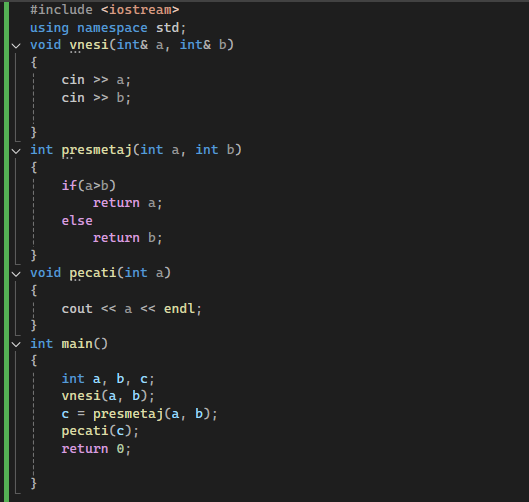 #include <iostream>
using namespace std;
void vnesi(int& a, int& b)
{
    cin >> a;
    cin >> b;

}
int presmetaj(int a, int b)
{
    if(a>b)
        return a;
    else
        return b;
}
void pecati(int a)
{
    cout << a << endl;
}
int main()
{
    int a, b, c;
    vnesi(a, b);
    c = presmetaj(a, b);
    pecati(c);
    return 0;

}